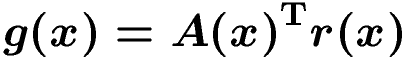 g(x) = A(x)ᵀr(x)